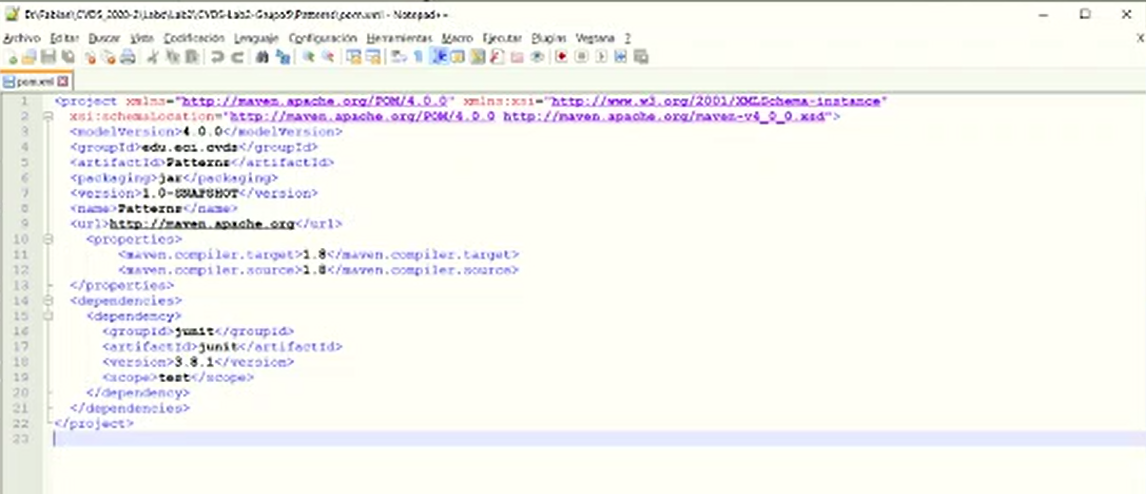 D:\Fabian\CVDS_2020-2\Labs\Lab2\CVDS-Lab2-Grupo5\Patterns\pom.xml - Notepad++
Archivo Editar Buscar Vista Codificación Lenguaje Configuración Herramientas Macro Ejecutar Plugins Ventana ? X
pom.xml
1 <project xmlns="http://maven.apache.org/POM/4.0.0" xmlns:xsi="http://www.w3.org/2001/XMLSchema-instance"
2 xsi:schemaLocation="http://maven.apache.org/POM/4.0.0 http://maven.apache.org/maven-v4_0_0.xsd">
3 <modelVersion>4.0.0</modelVersion>
4 <groupId>edu.eci.cvds</groupId>
5 <artifactId>Patterns</artifactId>
6 <packaging>jar</packaging>
7 <version>1.0-SNAPSHOT</version>
8 <name>Patterns</name>
9 <url>http://maven.apache.org</url>
10 <properties>
11 <maven.compiler.target>1.8</maven.compiler.target>
12 <maven.compiler.source>1.8</maven.compiler.source>
13 </properties>
14 <dependencies>
15 <dependency>
16 <groupId>junit</groupId>
17 <artifactId>junit</artifactId>
18 <version>3.8.1</version>
19 <scope>test</scope>
20 </dependency>
21 </dependencies>
22 </project>
23